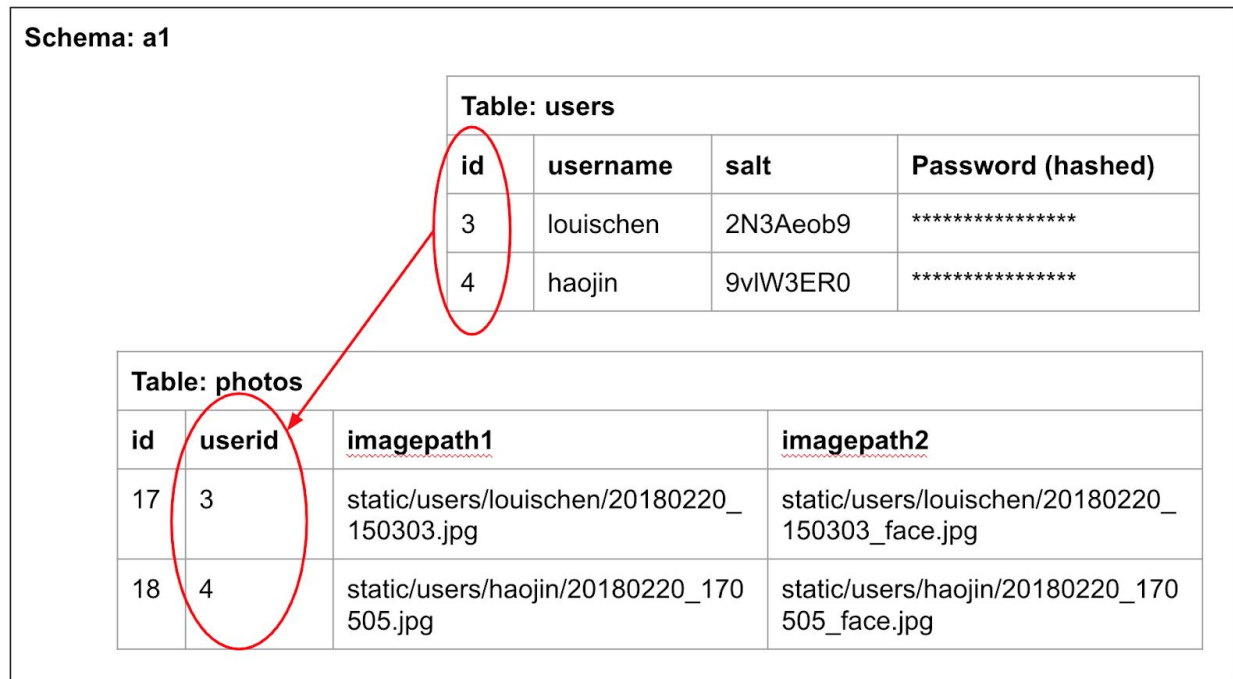 Schema: a1
Table: users
id username salt Password (hashed)
3 louischen 2N3Aeob9 ****************
4 haojin 9vlW3ER0 ****************
Table: photos
id userid imagepath1 imagepath2
17 3 static/users/louischen/20180220_ static/users/louischen/20180220_
150303.jpg 150303_face.jpg
18 4 static/users/haojin/20180220_170 static/users/haojin/20180220_170
505.jpg 505_face.jpg